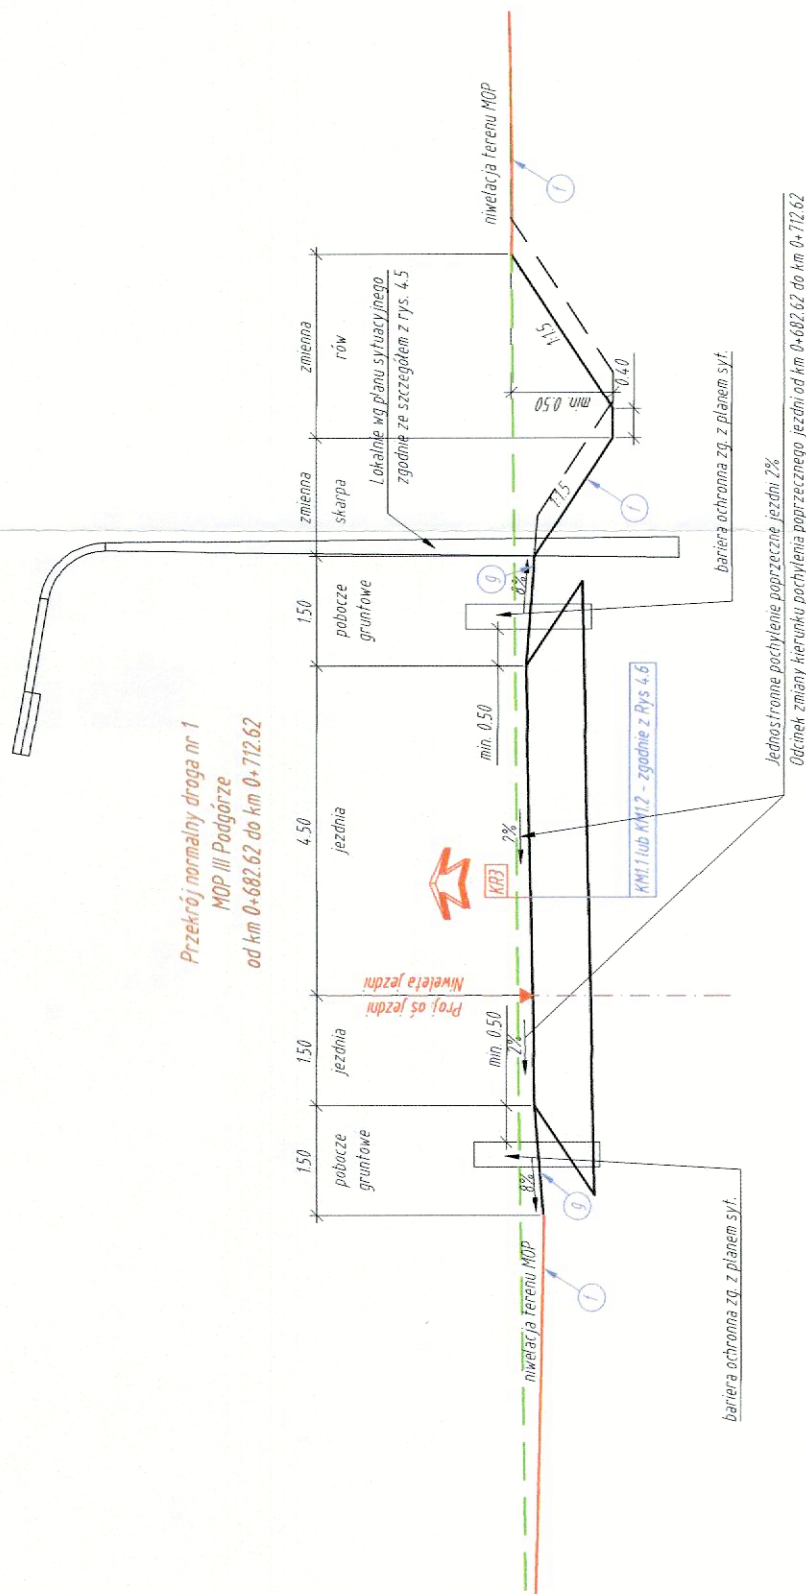 Przekrój normalny droga nr 1
MOP III Podgórze
od km 0+682.62 do km 0+712.62
1.50
1.50
4.50
1.50
zmienna
zmienna
pobocze
gruntowe
jezdnia
jezdnia
pobocze
gruntowe
skarpa
rów
Lokalnie wg planu sytuacyjnego
zgodnie ze szczegółem z rys. 4.5
niwelacja terenu MOP
Proj. oś jezdni
Niweleta jezdni
KR3
min. 0.50
min. 0.50
2%
2%
8%
8%
g
g
1:1.5
1:1.5
min. 0.50
0.40
f
f
f
niwelacja terenu MOP
KM1.1 lub KM1.2 - zgodnie z Rys 4.6
bariera ochronna zg. z planem syt.
bariera ochronna zg. z planem syt.
Jednostronne pochylenie poprzeczne jezdni 2%
Odcinek zmiany kierunku pochylenia poprzecznego jezdni od km 0+682.62 do km 0+712.62